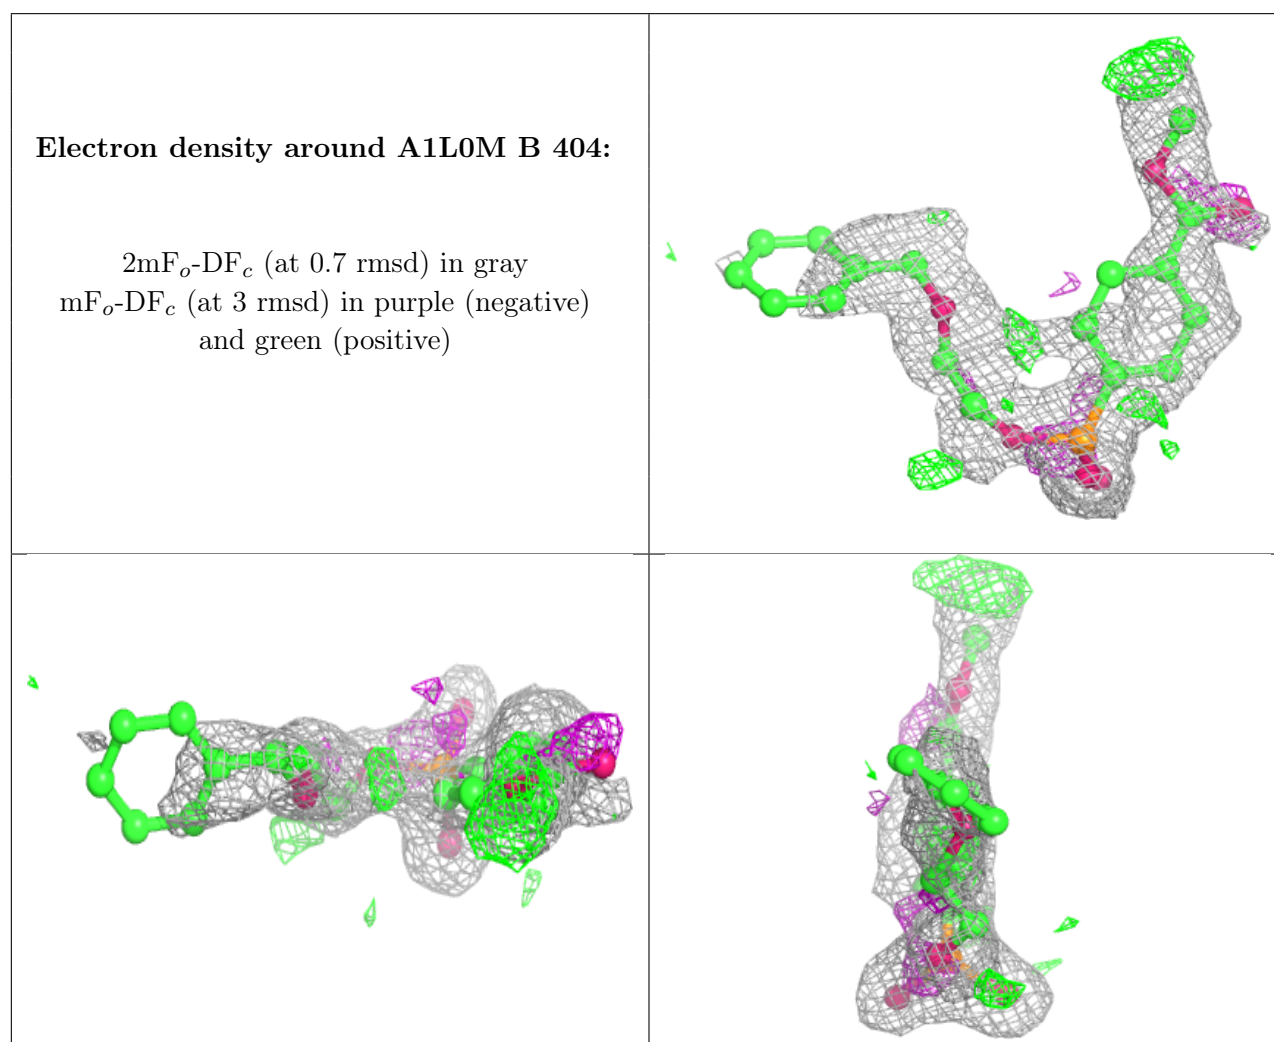 Electron density around A1L0M B 404:
2mFo-DFc (at 0.7 rmsd) in gray
mFo-DFc (at 3 rmsd) in purple (negative)
and green (positive)